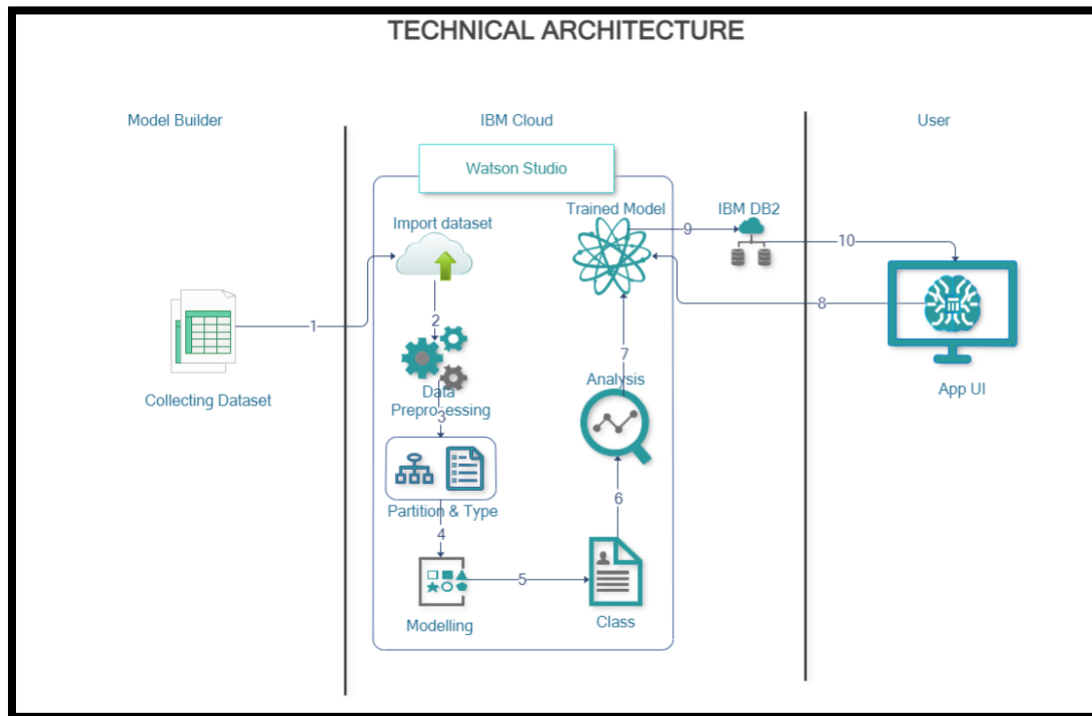 TECHNICAL ARCHITECTURE
Model Builder
IBM Cloud
User
Watson Studio
Import dataset
Trained Model
IBM DB2
9
10
1
2
8
7
Data
Preprocessing
3
Analysis
Collecting Dataset
App UI
Partition & Type
4
6
5
Modelling
Class